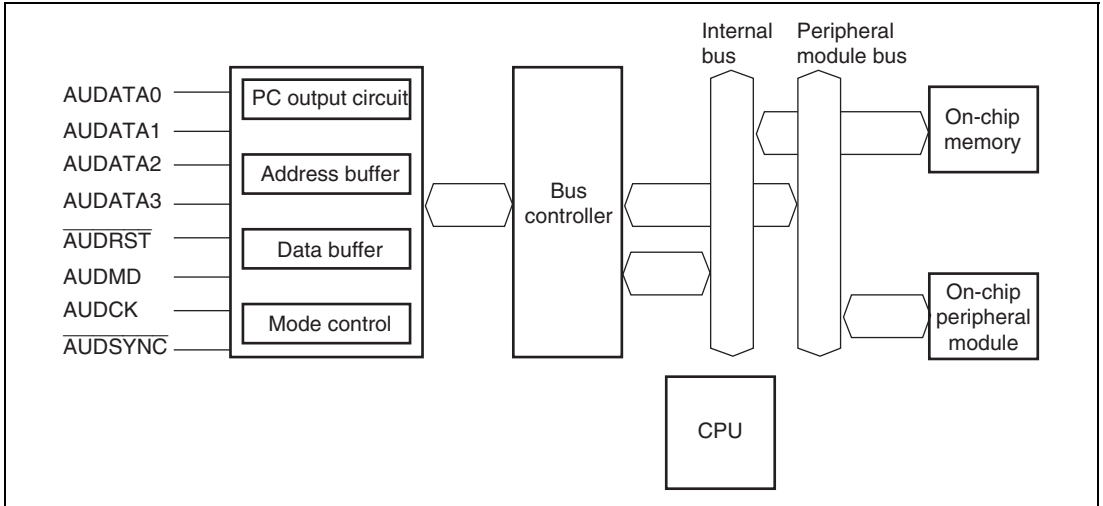 Internal bus
Peripheral module bus
AUDATA0
AUDATA1
AUDATA2
AUDATA3
AUDRST
AUDMD
AUDCK
AUDSYNC
PC output circuit
Address buffer
Data buffer
Mode control
Bus
controller
On-chip
memory
On-chip
peripheral
module
CPU